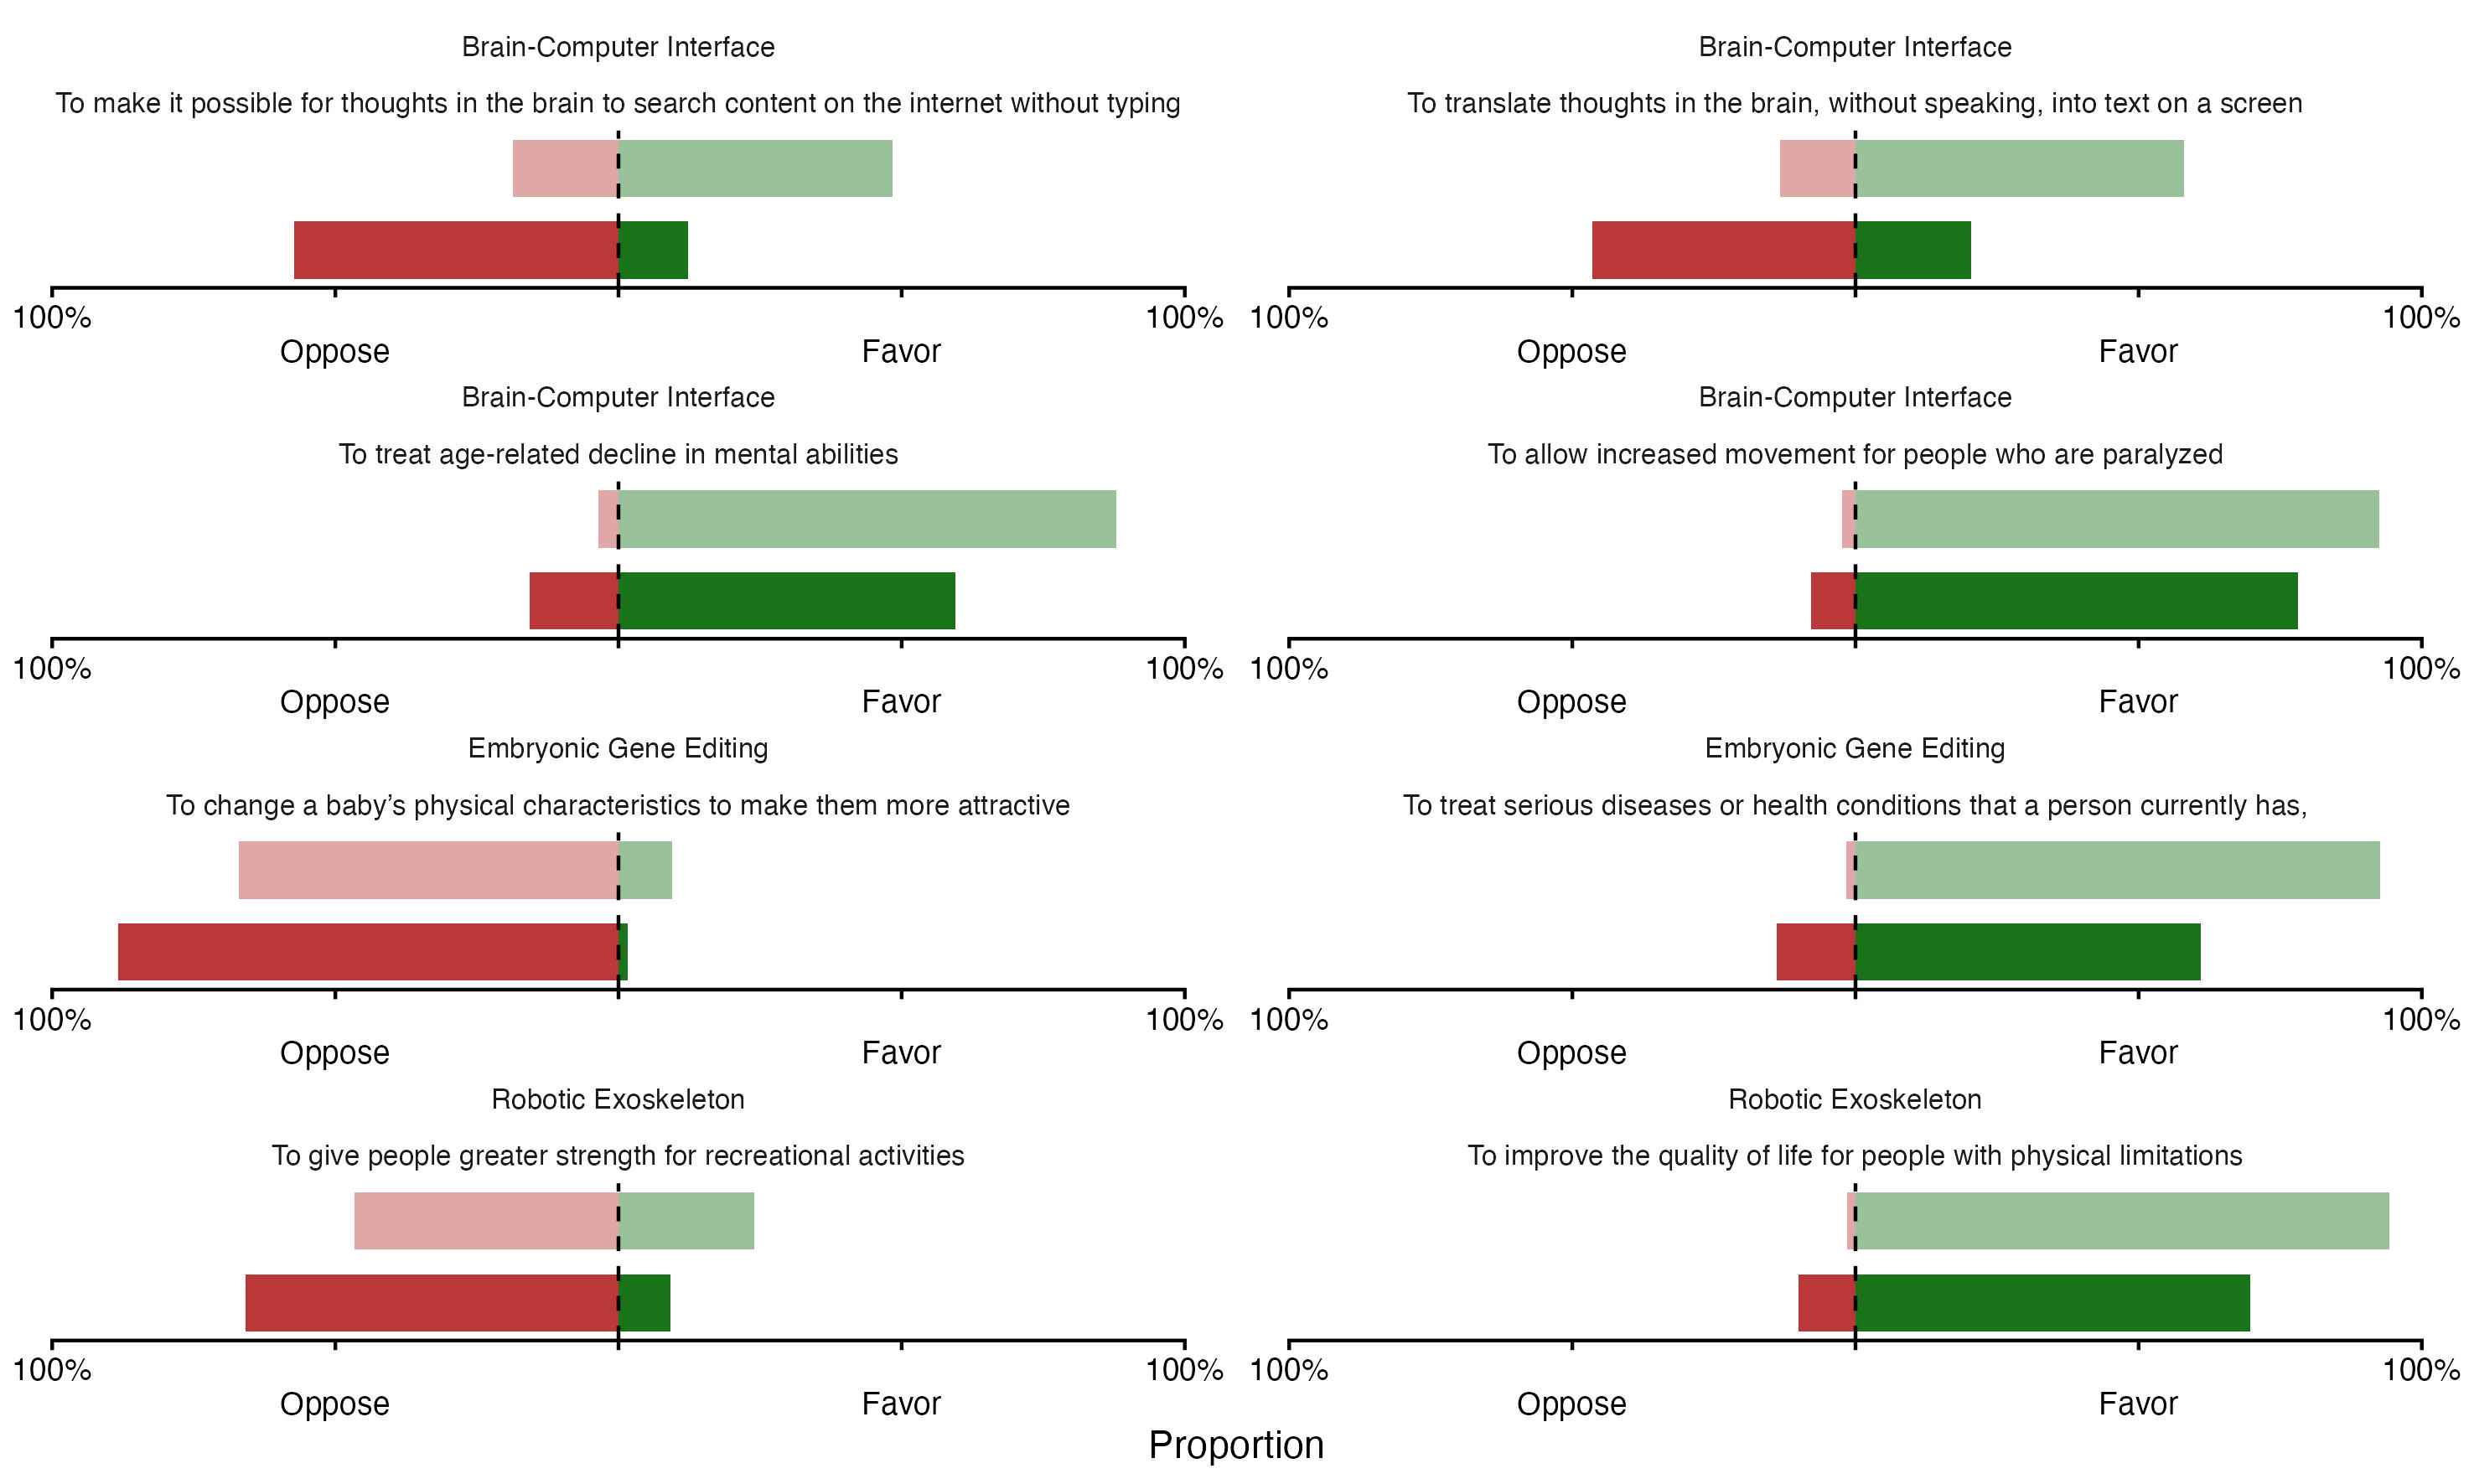 Brain-Computer Interface
To make it possible for thoughts in the brain to search content on the internet without typing
100%
100%
Oppose
Favor
Brain-Computer Interface
To translate thoughts in the brain, without speaking, into text on a screen
100%
100%
Oppose
Favor
Brain-Computer Interface
To treat age-related decline in mental abilities
100%
100%
Oppose
Favor
Brain-Computer Interface
To allow increased movement for people who are paralyzed
100%
100%
Oppose
Favor
Embryonic Gene Editing
To change a baby’s physical characteristics to make them more attractive
100%
100%
Oppose
Favor
Embryonic Gene Editing
To treat serious diseases or health conditions that a person currently has,
100%
100%
Oppose
Favor
Robotic Exoskeleton
To give people greater strength for recreational activities
100%
100%
Oppose
Favor
Robotic Exoskeleton
To improve the quality of life for people with physical limitations
100%
100%
Oppose
Favor
Proportion